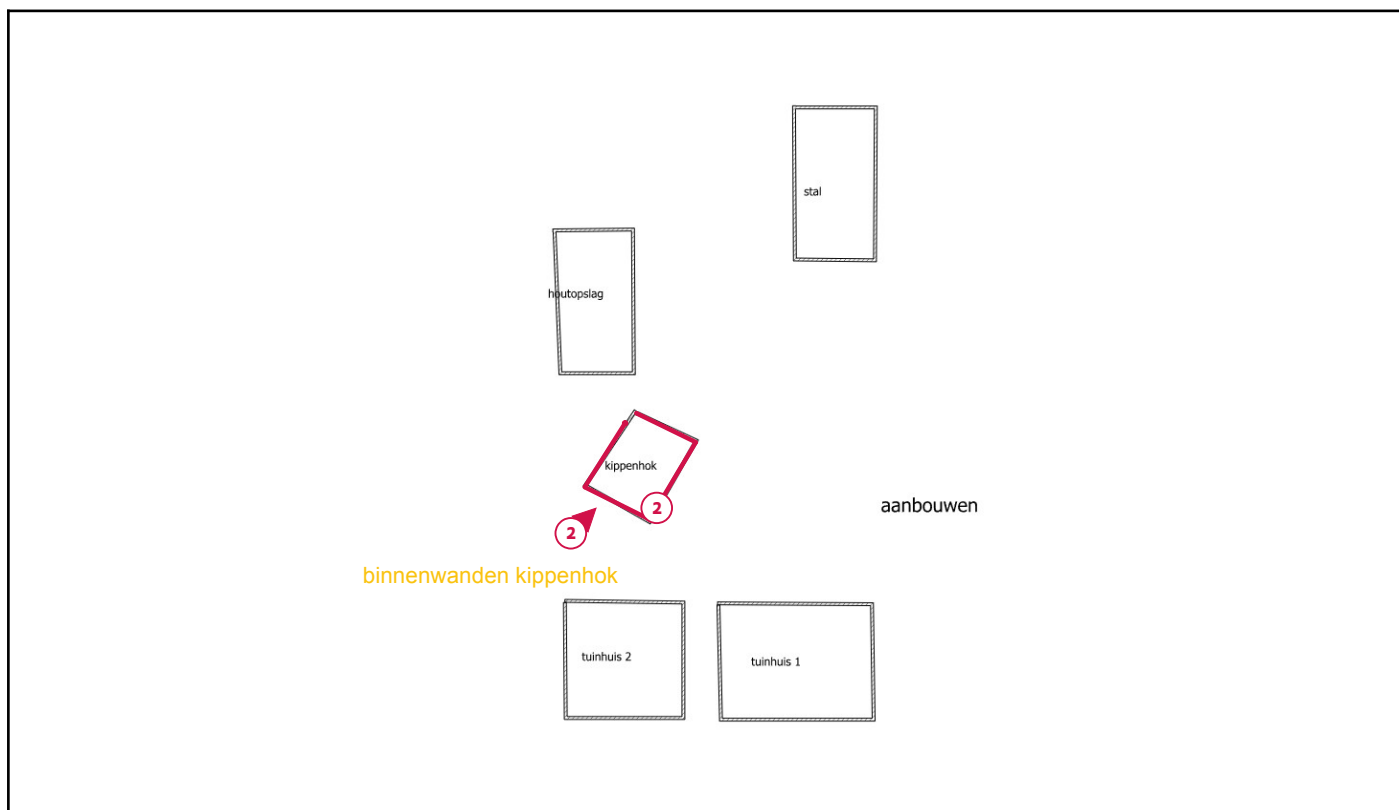 stal
houtopslag
kippenhok
2
aanbouwen
2
binnenwanden kippenhok
tuinhuis 2
tuinhuis 1